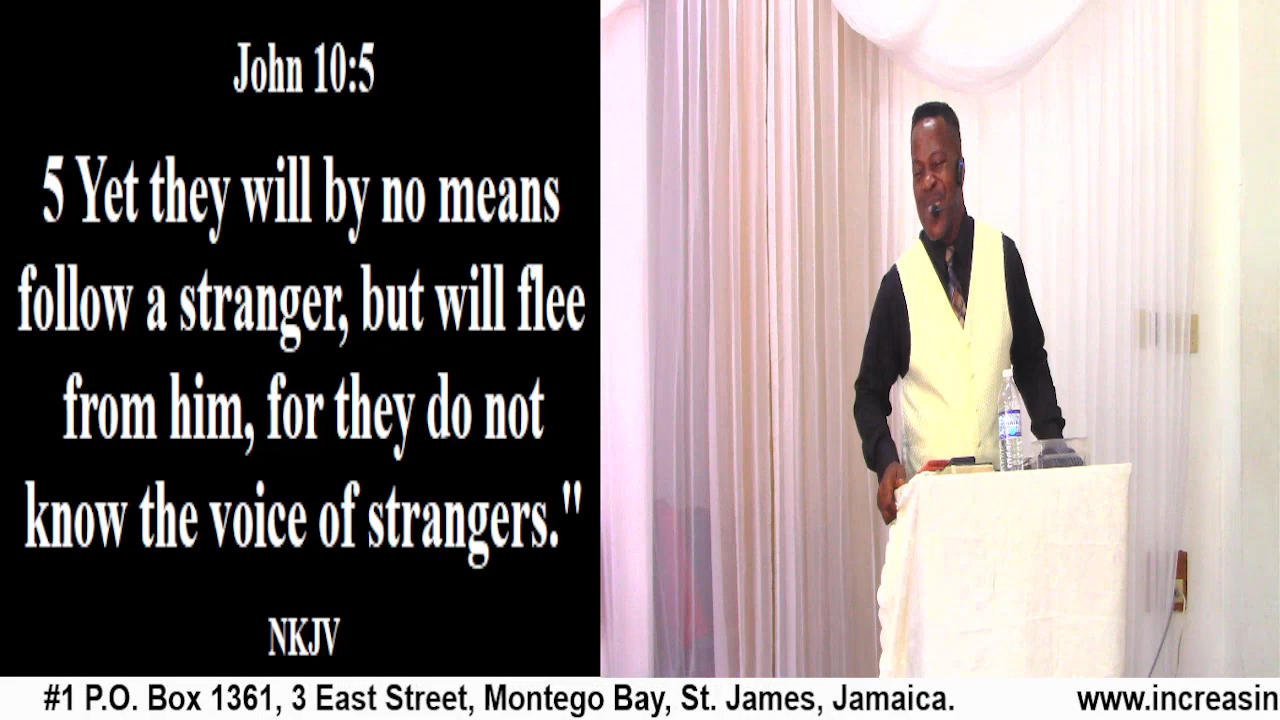 John 10:5
5 Yet they will by no means
follow a stranger, but will flee
from him, for they do not
know the voice of strangers."
NKJV
#1 P.O. Box 1361, 3 East Street, Montego Bay, St. James, Jamaica. www.increasin